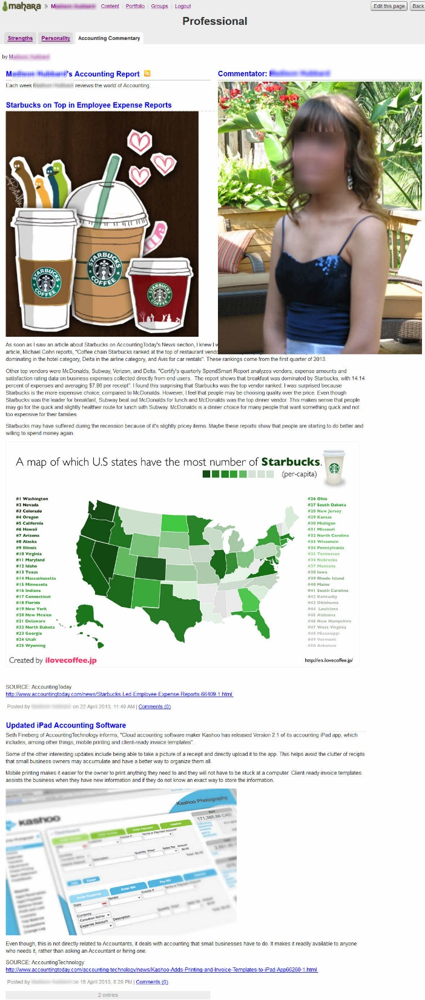 mahara
Content | Portfolio | Groups | Logout
Edit this page
Back
Professional
Strengths
Personality
Accounting Commentary
by
's Accounting Report
Each week reviews the world of Accounting.
Commentator:
Starbucks on Top in Employee Expense Reports
STARBUCKS
COFFEE
STARBUCKS
COFFEE
STARBUCKS
COFFEE
As soon as I saw an article about Starbucks on AccountingToday's News section, I knew I
article, Michael Cohn reports, "Coffee chain Starbucks ranked at the top of restaurant
dominating in the hotel category, Delta in the airline category, and Avis for car rentals". These rankings come from the first quarter of 2013.
Other top vendors were McDonalds, Subway, Verizon, and Delta. "Certify's quarterly SpendSmart Report analyzes vendors, expense amounts and
satisfaction rating data on business expenses collected directly from end users. The report shows that breakfast was dominated by Starbucks, with 14.14
percent of expenses and averaging $7.86 per receipt". I found this surprising that Starbucks was the top vendor ranked. I was surprised because
Starbucks is the more expensive choice, compared to McDonalds. However, I feel that people may be choosing quality over the price. Even though
Starbucks was the leader for breakfast, Subway beat out McDonalds for lunch and McDonalds was the top dinner vendor. This makes sense that people
may go for the quick and slightly healthier route for lunch with Subway. McDonalds is a dinner choice for many people that want something quick and not
too expensive for their families.
Starbucks may have suffered during the recession because of it's slightly pricey items. Maybe these reports show that people are starting to do better and
willing to spend money again.
A map of which U.S states have the most number of Starbucks.
(per-capita)
#1 Washington
#2 Nevada
#3 Colorado
#4 Oregon
#5 California
#6 Hawaii
#7 Arizona
#8 Alaska
#9 Illinois
#10 Virginia
#11 Maryland
#12 Idaho
#13 Texas
#14 Massachusetts
#15 Minnesota
#16 Indiana
#17 Connecticut
#18 Florida
#19 New York
#20 New Mexico
#21 Delaware
#22 North Dakota
#23 Georgia
#24 Utah
#25 Wyoming
#26 Ohio
#27 South Dakota
#28 New Jersey
#29 Kansas
#30 Michigan
#31 Missouri
#32 North Carolina
#33 Wisconsin
#34 Pennsylvania
#35 Tennessee
#36 Nebraska
#37 Montana
#38 Iowa
#39 Rhode Island
#40 Maine
#41 South Carolina
#42 Kentucky
#43 Oklahoma
#44 Louisiana
#45 Alabama
#46 New Hampshire
#47 West Virginia
#48 Mississippi
#49 Vermont
#50 Arkansas
Created by ilovecoffee.jp
http://en.ilovecoffee.jp/
SOURCE: AccountingToday
http://www.accountingtoday.com/news/Starbucks-Led-Employee-Expense-Reports-66409-1.html
Posted by on 22 April 2013, 11:49 AM | Comments (0)
Updated iPad Accounting Software
Seth Fineberg of AccountingTechnology informs, "Cloud accounting software maker Kashoo has released Version 2.1 of its accounting iPad app, which
includes, among other things, mobile printing and client-ready invoice templates".
Some of the other interesting updates include being able to take a picture of a receipt and directly upload it to the app. This helps avoid the clutter of recipts
that small business owners may accumulate and have a better way to organize them all.
Mobile printing makes it easier for the owner to print anything they need to and they will not have to be stuck at a computer. Client-ready invoice templates
assists the business when they have new information and if they do not know an exact way to store the information.
kashoo
Kashoo Photography
171,385.86 CAD
Description
Quantity
Price
Sales Tax
Amount
Enter Expense
Enter Bill
Pay Bill
Date
Vendor
Invoice #
Terms or Payment Account
Currency
Canadian Dollar
Expense Account
Description
Even though, this is not directly related to Accountants, it deals with accounting that small businesses have to do. It makes it readily available to anyone
who needs it, rather than asking an Accountant or hiring one.
SOURCE: AccountingTechnology
http://www.accountingtoday.com/accounting-technology/news/Kashoo-Adds-Printing-and-Invoice-Templates-to-iPad-App66260-1.html
Posted by on 16 April 2013, 8:29 PM | Comments (0)
2 entries